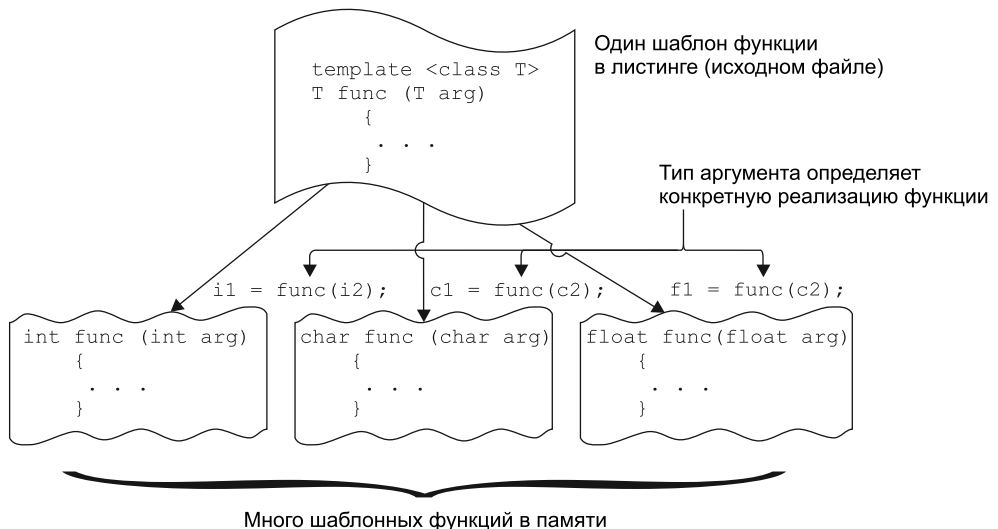 Один шаблон функции
в листинге (исходном файле)
template <class T>
T func (T arg)
{
. . .
}
Тип аргумента определяет
конкретную реализацию функции
i1 = func(i2);
c1 = func(c2);
f1 = func(c2);
int func (int arg)
{
. . .
}
char func (char arg)
{
. . .
}
float func(float arg)
{
. . .
}
Много шаблонных функций в памяти